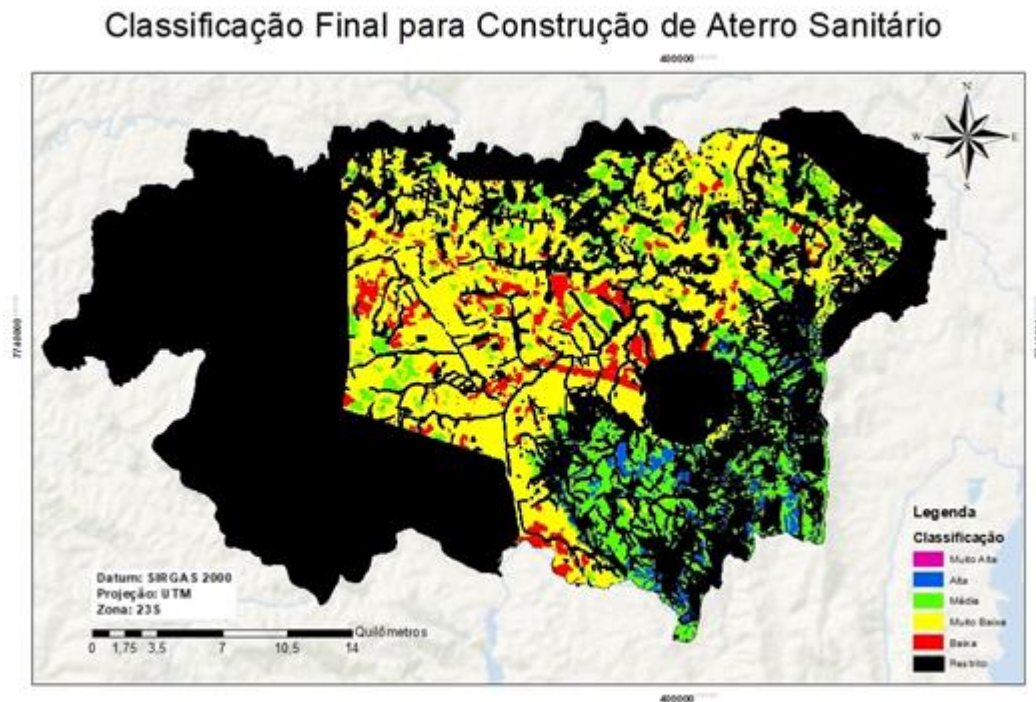 Classificação Final para Construção de Aterro Sanitário
400000
N
W
E
S
7740000
Legenda
Classificação
Muito Alta
Alta
Média
Muito Baixa
Baixa
Restrito
Datum: SIRGAS 2000
Projeção: UTM
Zona: 23S
Quilômetros
0 1,75 3,5 7 10,5 14
400000